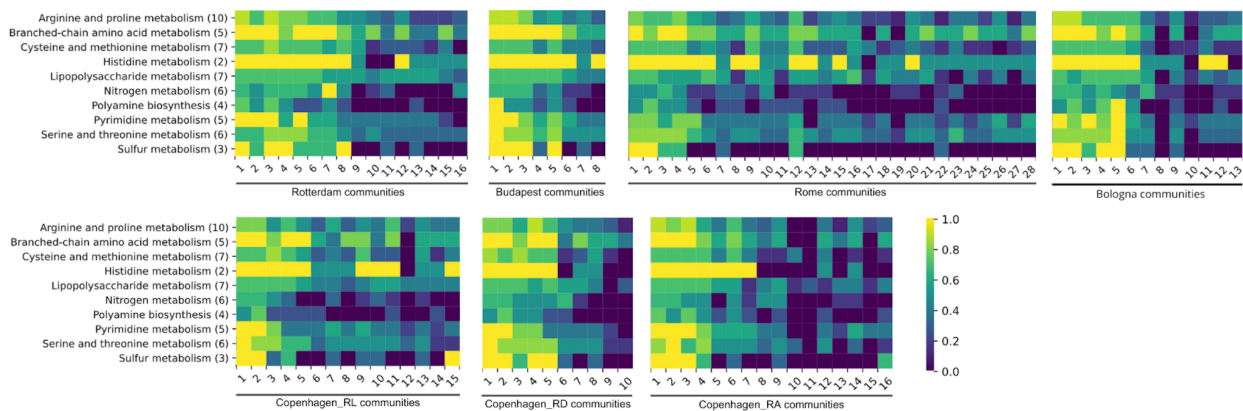 Arginine and proline metabolism (10)
Branched-chain amino acid metabolism (5)
Cysteine and methionine metabolism (7)
Histidine metabolism (2)
Lipopolysaccharide metabolism (7)
Nitrogen metabolism (6)
Polyamine biosynthesis (4)
Pyrimidine metabolism (5)
Serine and threonine metabolism (6)
Sulfur metabolism (3)
1 2 3 4 5 6 7 8 9 10 11 12 13 14 15 16
Rotterdam communities
1 2 3 4 5 6 7 8
Budapest communities
1 2 3 4 5 6 7 8 9 10 11 12 13 14 15 16 17 18 19 20 21 22 23 24 25 26 27 28
Rome communities
1 2 3 4 5 6 7 8 9 10 11 12 13
Bologna communities
Arginine and proline metabolism (10)
Branched-chain amino acid metabolism (5)
Cysteine and methionine metabolism (7)
Histidine metabolism (2)
Lipopolysaccharide metabolism (7)
Nitrogen metabolism (6)
Polyamine biosynthesis (4)
Pyrimidine metabolism (5)
Serine and threonine metabolism (6)
Sulfur metabolism (3)
1 2 3 4 5 6 7 8 9 10 11 12 13 14 15
Copenhagen_RL communities
1 2 3 4 5 6 7 8 9 10
Copenhagen_RD communities
1 2 3 4 5 6 7 8 9 10 11 12 13 14 15 16
Copenhagen_RA communities
1.0
0.8
0.6
0.4
0.2
0.0